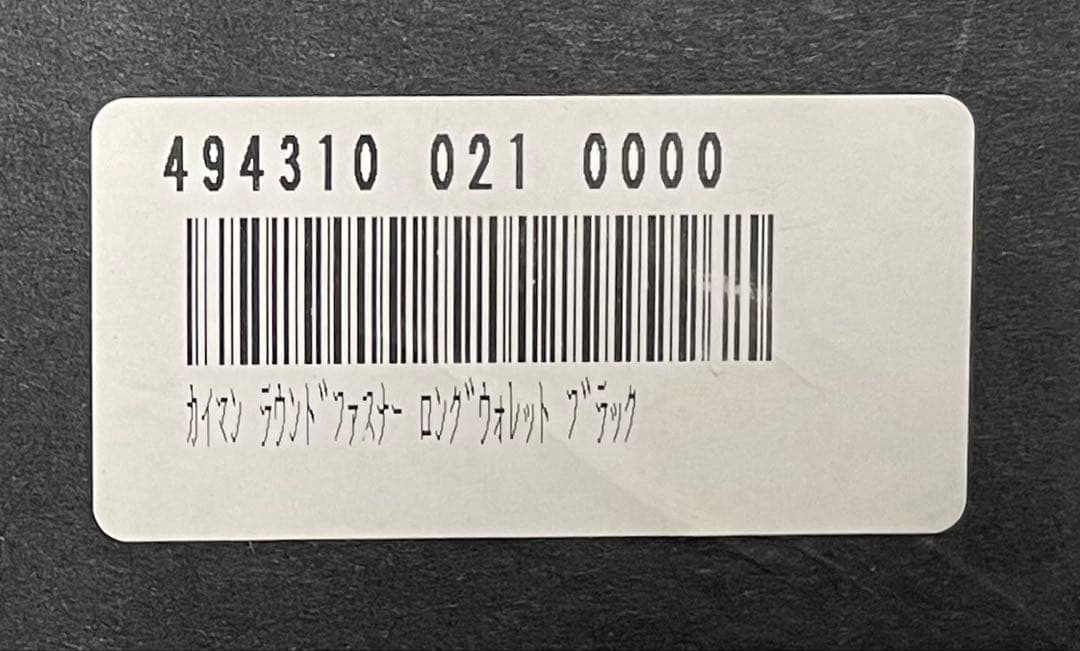 494310 021 0000
ｶｲﾏﾝ ﾗｳﾝﾄﾞﾌｧｽﾅｰ ﾛﾝｸﾞｳｫﾚｯﾄ ﾌﾞﾗｯｸ